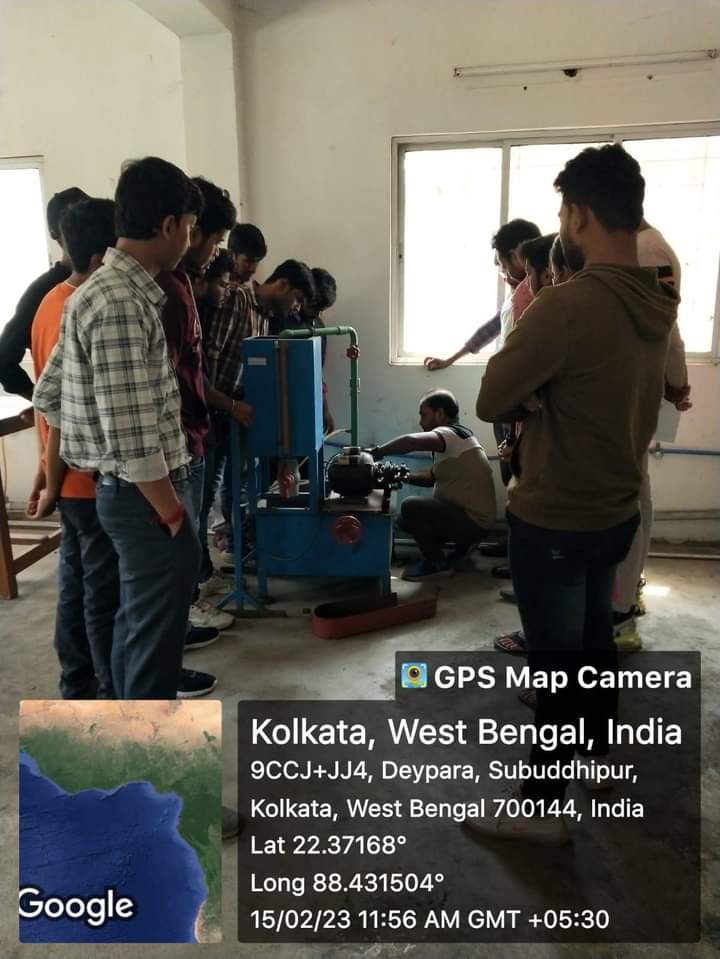 GPS Map Camera
Kolkata, West Bengal, India
9CCJ+JJ4, Deypara, Subuddhipur,
Kolkata, West Bengal 700144, India
Lat 22.37168°
Long 88.431504°
15/02/23 11:56 AM GMT +05:30
Google